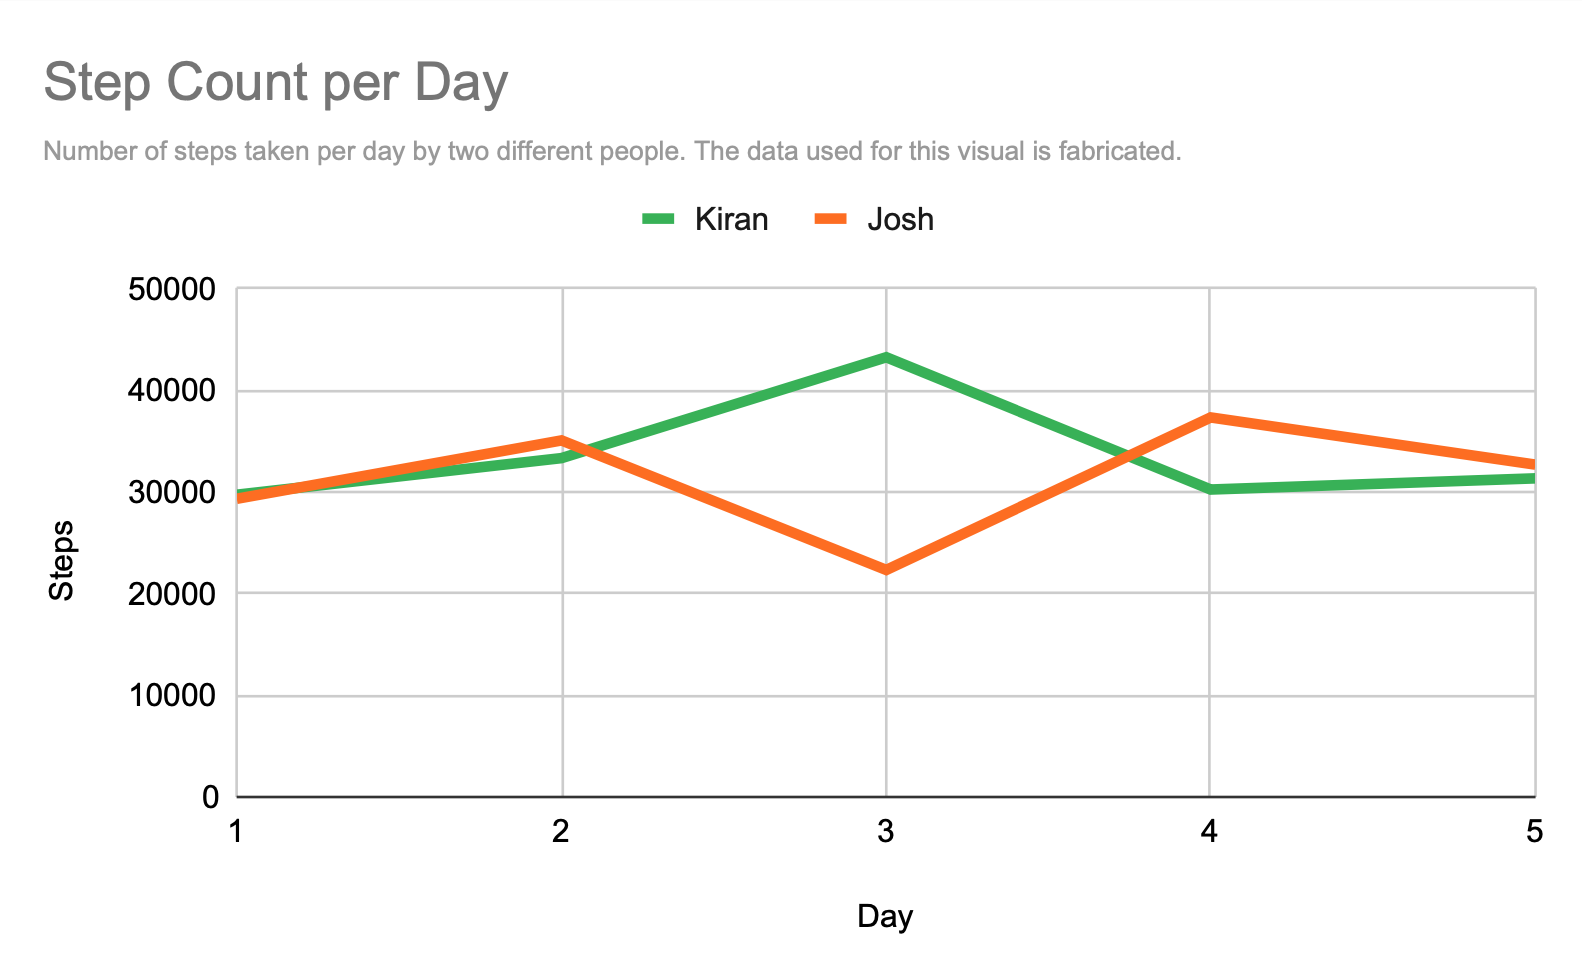 Step Count per Day
Number of steps taken per day by two different people. The data used for this visual is fabricated.
Kiran Josh
50000
40000
30000
20000
10000
0
Steps
1 2 3 4 5
Day